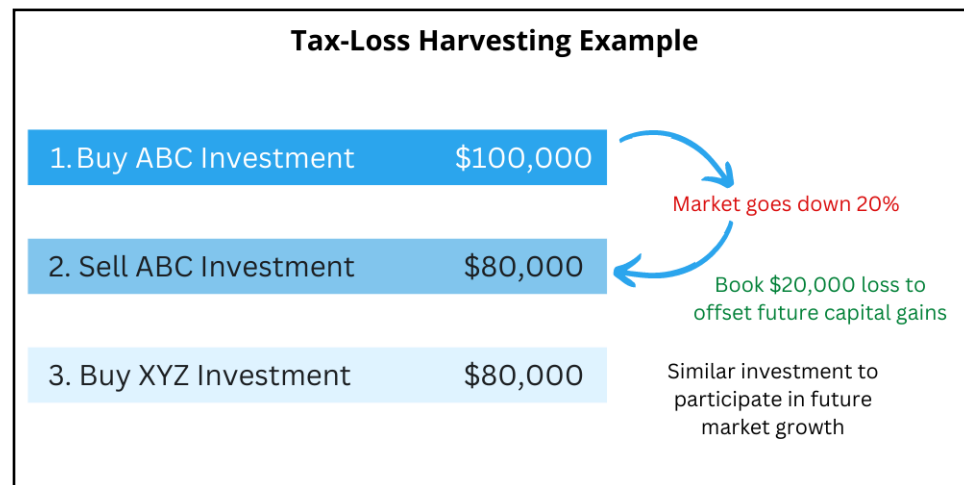 Tax-Loss Harvesting Example
1. Buy ABC Investment $100,000
Market goes down 20%
2. Sell ABC Investment $80,000
Book $20,000 loss to
offset future capital gains
3. Buy XYZ Investment $80,000
Similar investment to
participate in future
market growth